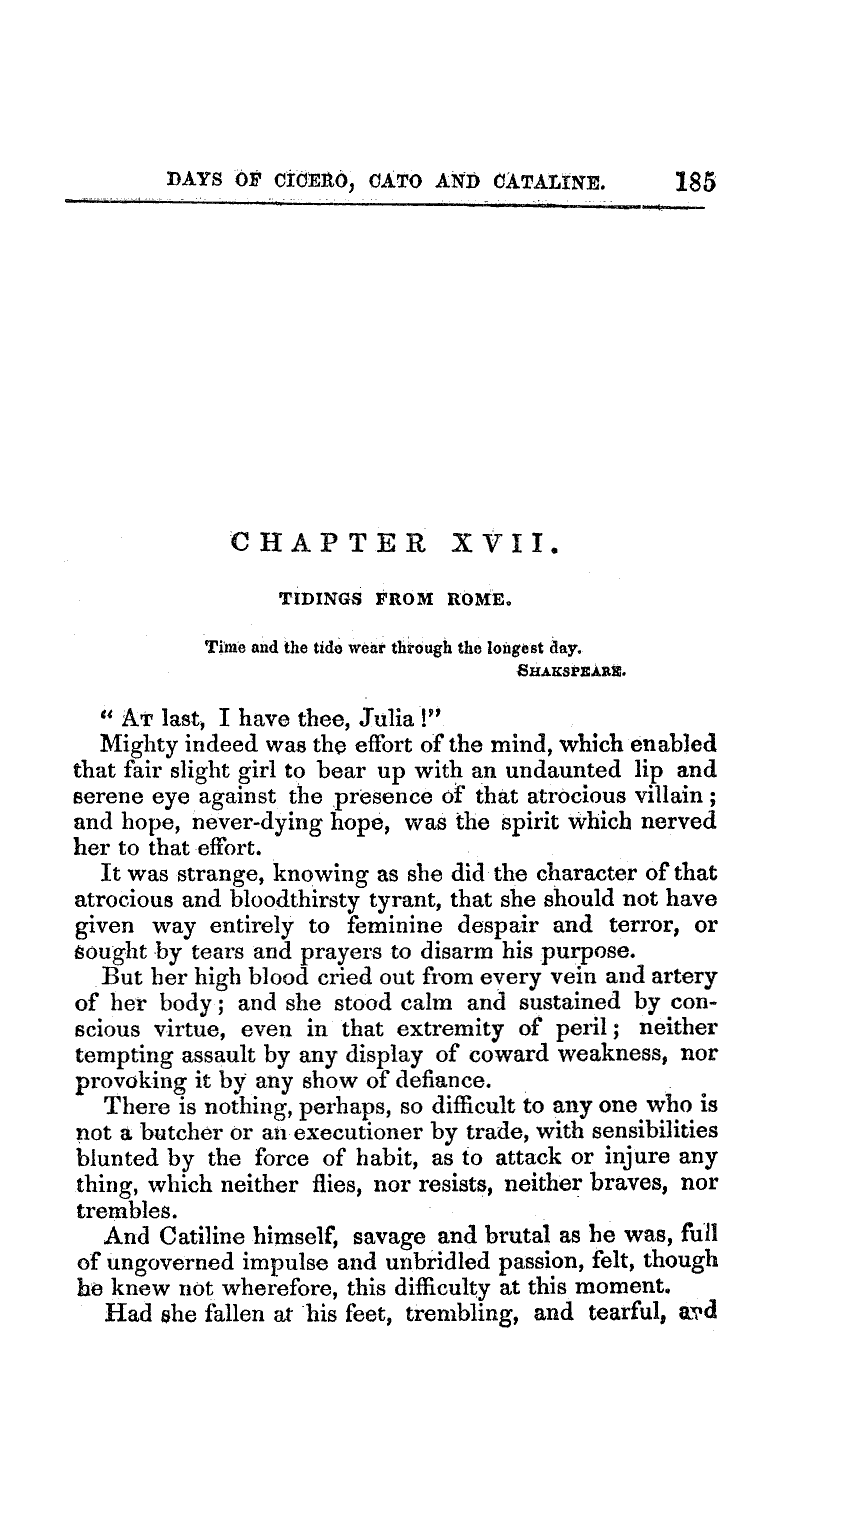 DAYS OF CICERO, CATO AND CATALINE. 185
CHAPTER XVII.
TIDINGS FROM ROME.
Time and the tide wear through the longest day.
SHAKSPEARE.
“ AT last, I have thee, Julia !”
Mighty indeed was the effort of the mind, which enabled
that fair slight girl to bear up with an undaunted lip and
serene eye against the presence of that atrocious villain ;
and hope, never-dying hope, was the spirit which nerved
her to that effort.
It was strange, knowing as she did the character of that
atrocious and bloodthirsty tyrant, that she should not have
given way entirely to feminine despair and terror, or
sought by tears and prayers to disarm his purpose.
But her high blood cried out from every vein and artery
of her body ; and she stood calm and sustained by con-
scious virtue, even in that extremity of peril ; neither
tempting assault by any display of coward weakness, nor
provoking it by any show of defiance.
There is nothing, perhaps, so difficult to any one who is
not a butcher or an executioner by trade, with sensibilities
blunted by the force of habit, as to attack or injure any
thing, which neither flies, nor resists, neither braves, nor
trembles.
And Catiline himself, savage and brutal as he was, full
of ungoverned impulse and unbridled passion, felt, though
he knew not wherefore, this difficulty at this moment.
Had she fallen at his feet, trembling, and tearful, and